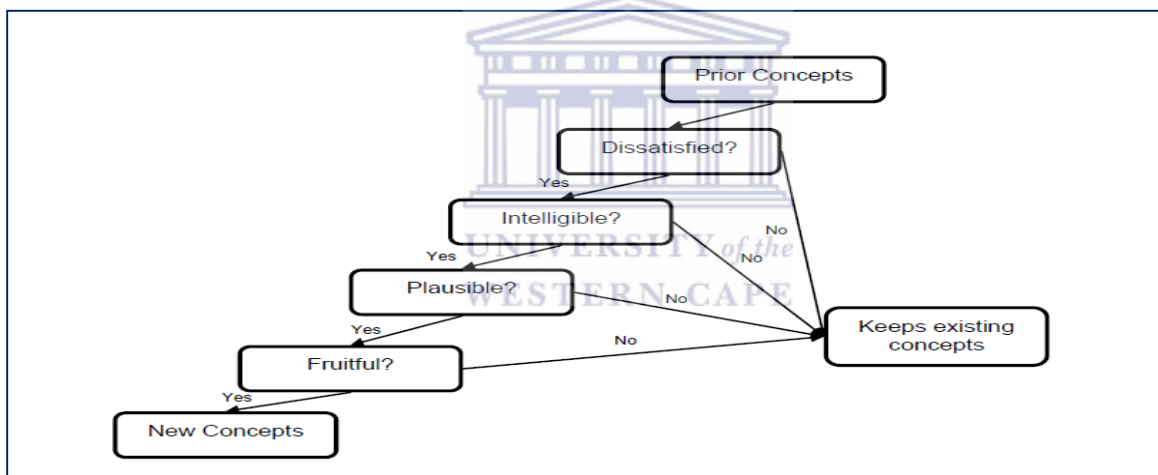 Prior Concepts
Dissatisfied?
Yes
Intelligible?
No
UNIVERSITY of the
Yes
No
Plausible?
WESTERN CAPE
No
Keeps existing
concepts
Yes
No
Fruitful?
Yes
New Concepts